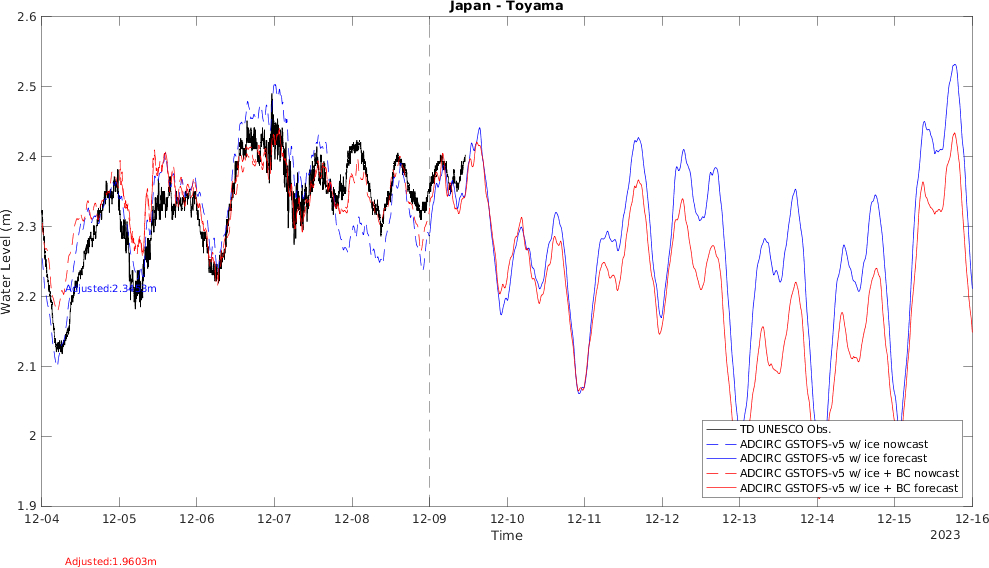 Japan - Toyama
2.6
2.5
2.4
2.3
2.2
2.1
2
1.9
Water Level (m)
m
TD UNESCO Obs.
ADCIRC GSTOFS-v5 w/ ice nowcast
ADCIRC GSTOFS-v5 w/ ice forecast
ADCIRC GSTOFS-v5 w/ ice + BC nowcast
ADCIRC GSTOFS-v5 w/ ice + BC forecast
12-04 12-05 12-06 12-07 12-08 12-09 12-10 12-11 12-12 12-13 12-14 12-15 12-16
Time
2023
Adjusted:1.9603m